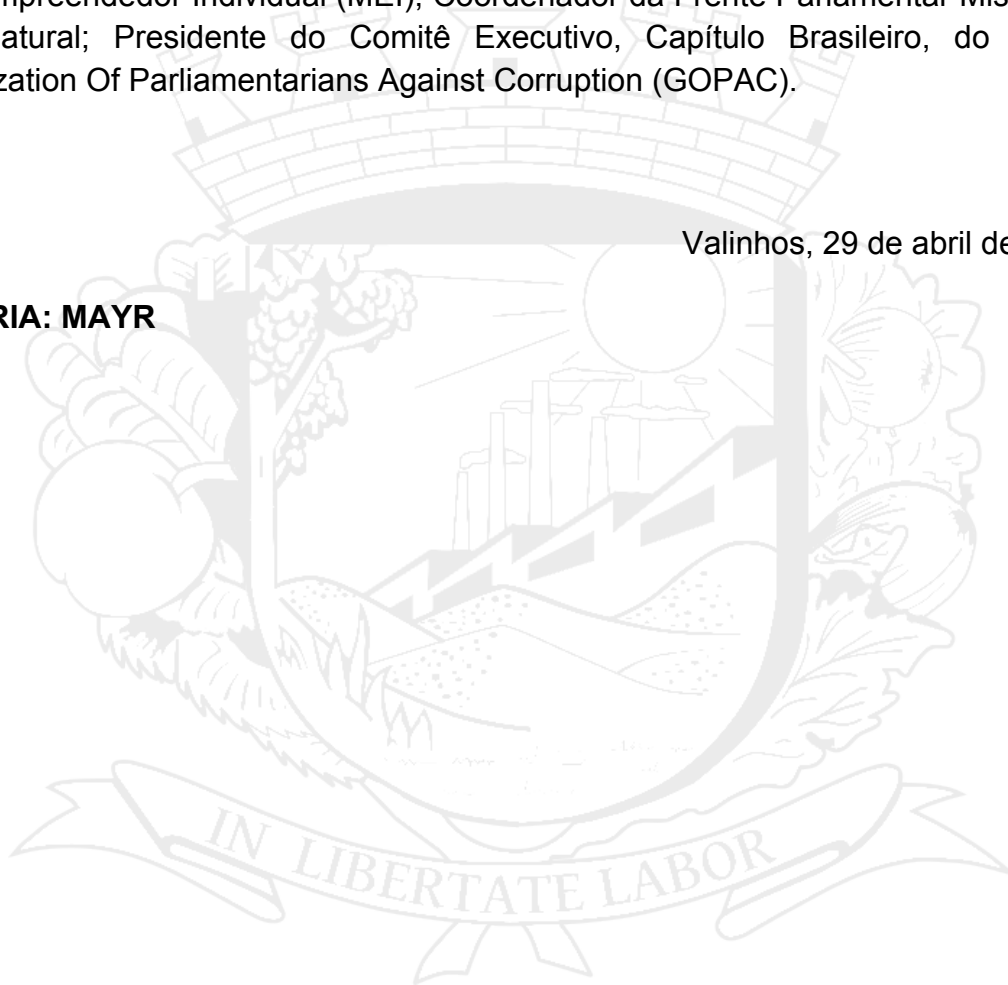 mpreendedor Individual (MEI); Coordenador da Frente Parlamentar Mis
atural; Presidente do Comitê Executivo, Capítulo Brasileiro, do
zation Of Parliamentarians Against Corruption (GOPAC).
Valinhos, 29 de abril de
RIA: MAYR
IN LIBERTATE LABOR